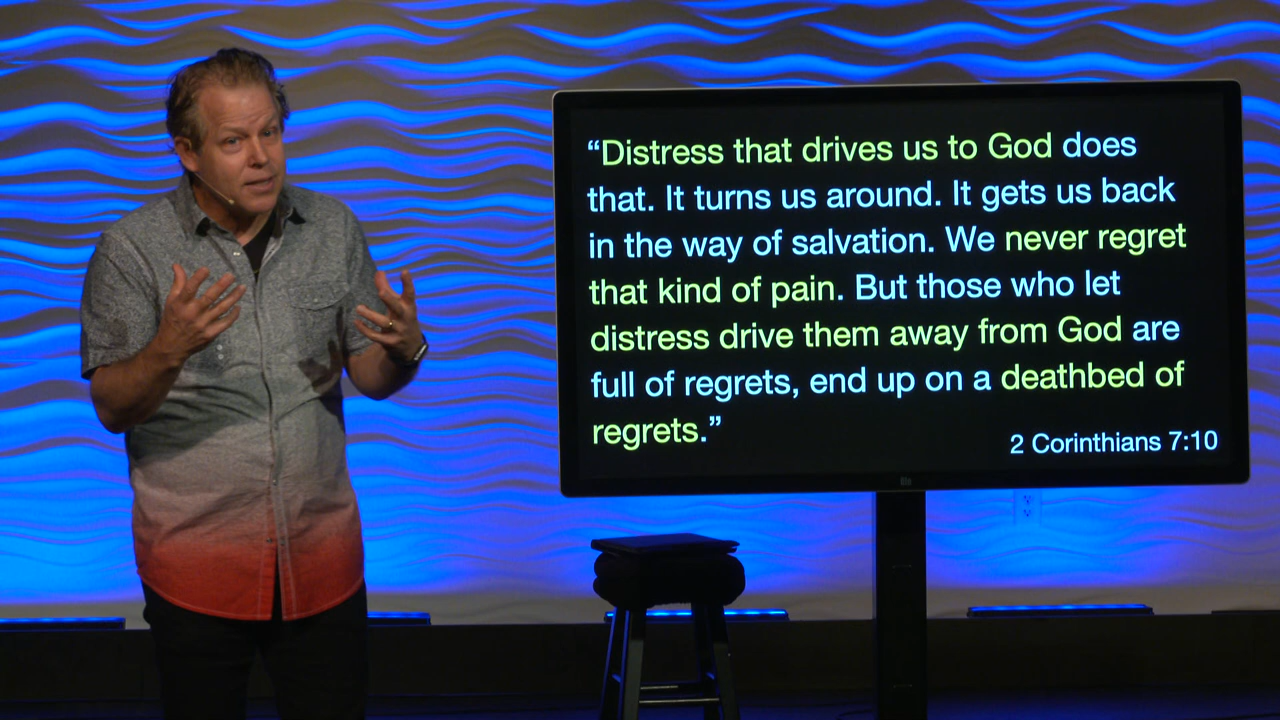 “Distress that drives us to God does
that. It turns us around. It gets us back
in the way of salvation. We never regret
that kind of pain. But those who let
distress drive them away from God are
full of regrets, end up on a deathbed of
regrets.”
2 Corinthians 7:10